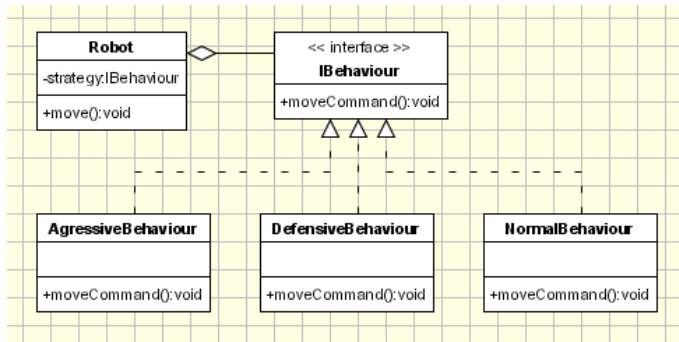 Robot
-strategy:IBehaviour
+move():void
<< interface >>
IBehaviour
+moveCommand():void
AgressiveBehaviour
+moveCommand():void
DefensiveBehaviour
+moveCommand():void
NormalBehaviour
+moveCommand():void